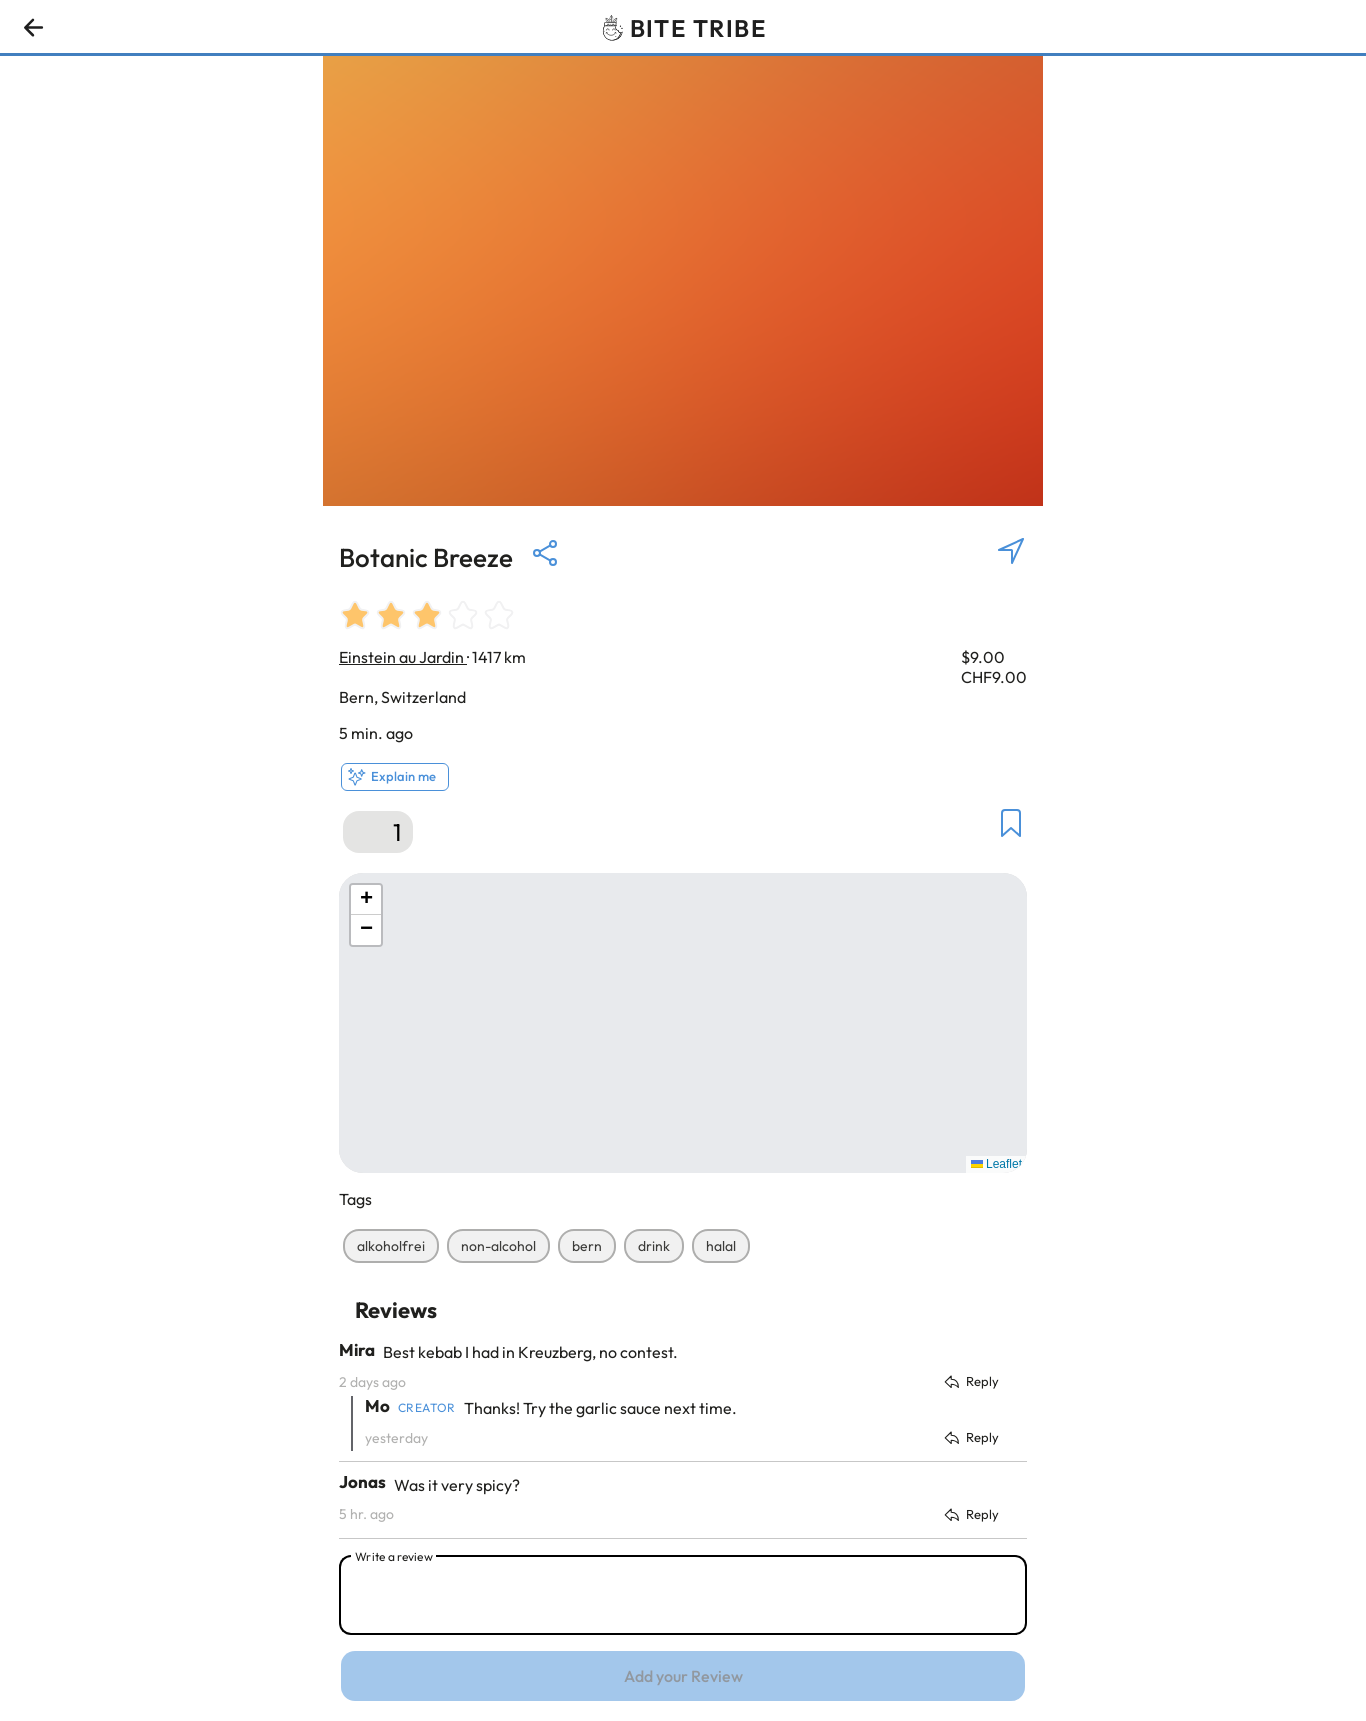 BITE TRIBE
Botanic Breeze
Einstein au Jardin · 1417 km
$9.00
CHF9.00
Bern, Switzerland
5 min. ago
Explain me
1
+
−
Leaflet
Tags
alkoholfrei non-alcohol bern drink halal
Reviews
Mira Best kebab I had in Kreuzberg, no contest.
2 days ago Reply
Mo CREATOR Thanks! Try the garlic sauce next time.
yesterday Reply
Jonas Was it very spicy?
5 hr. ago Reply
Write a review
Add your Review